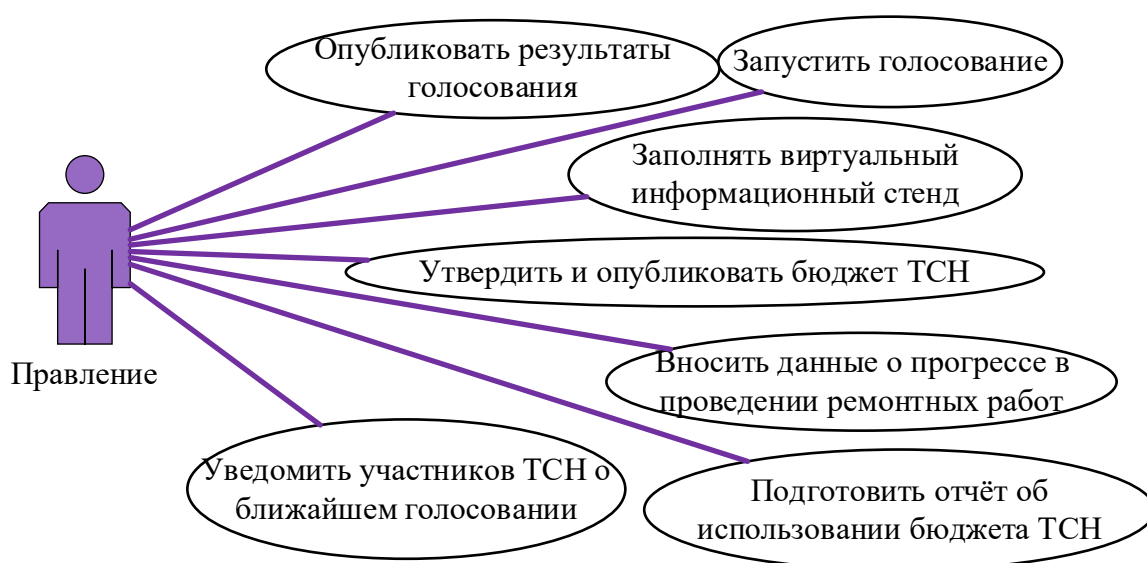 Опубликовать результаты
голосования
Запустить голосование
Заполнять виртуальный
информационный стенд
Утвердить и опубликовать бюджет ТСН
Вносить данные о прогрессе в
проведении ремонтных работ
Правление
Уведомить участников ТСН о
ближайшем голосовании
Подготовить отчёт об
использовании бюджета ТСН